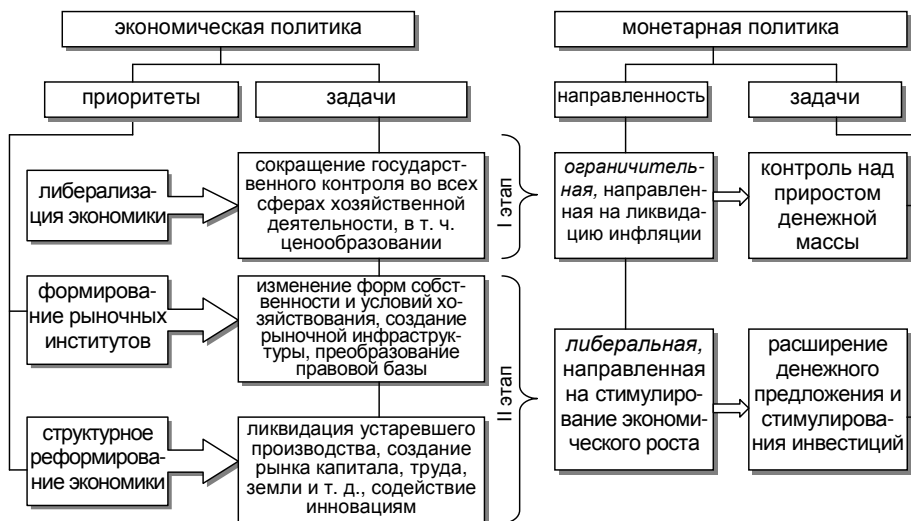 экономическая политика
монетарная политика
приоритеты
задачи
направленность
задачи
либерализа-
ция экономики
сокращение государст-
венного контроля во всех
сферах хозяйственной
деятельности, в т. ч.
ценообразовании
I этап
ограничитель-
ная, направлен-
ная на ликвида-
цию инфляции
контроль над
приростом
денежной
массы
формирова-
ние рыночных
институтов
изменение форм собст-
венности и условий хо-
зяйствования, создание
рыночной инфраструк-
туры, преобразование
правовой базы
II этап
либеральная,
направленная
на стимулиро-
вание экономи-
ческого роста
расширение
денежного
предложения и
стимулирова-
ния инвестиций
структурное
реформирова-
ние экономики
ликвидация устаревшего
производства, создание
рынка капитала, труда,
земли и т. д., содействие
инновациям